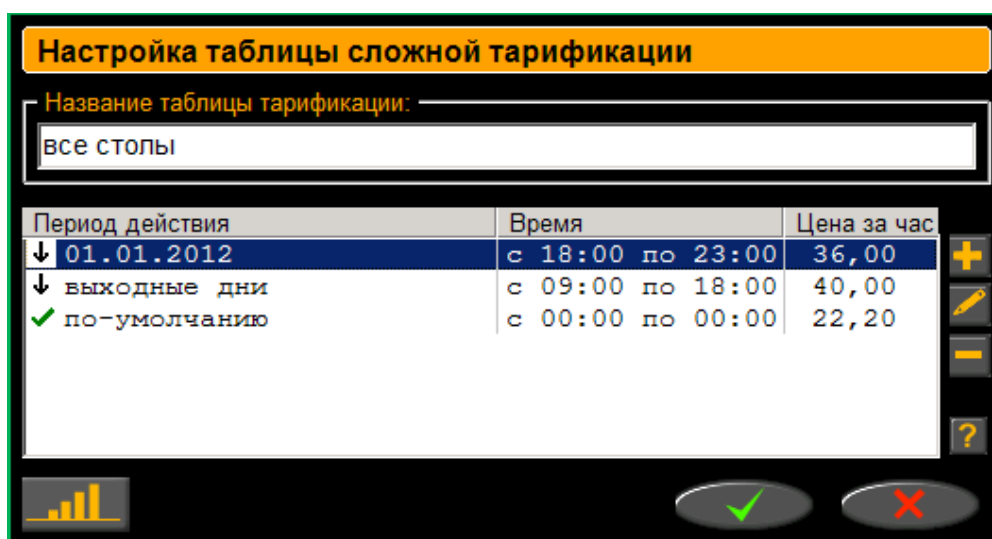 Настройка таблицы сложной тарификации
Название таблицы тарификации:
все столы
Период действия Время Цена за час
01.01.2012 с 18:00 по 23:00 36,00
выходные дни с 09:00 по 18:00 40,00
по-умолчанию с 00:00 по 00:00 22,20
?